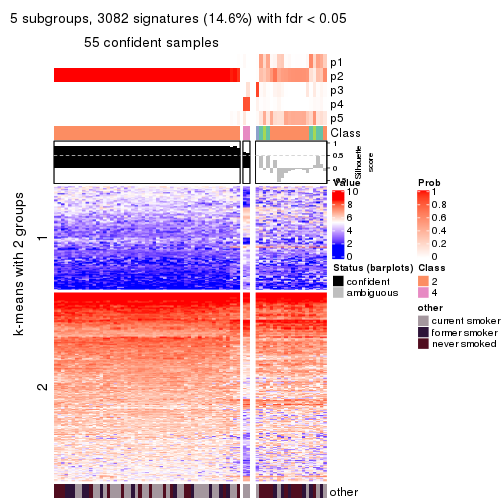 5 subgroups, 3082 signatures (14.6%) with fdr < 0.05
55 confident samples
p1
p2
p3
p4
p5
Class
1
0.5
0
-0.5
Silhouette
score
k-means with 2 groups
1
2
Value
10
8
6
4
2
0
Prob
1
0.8
0.6
0.4
0.2
0
Status (barplots)
confident
ambiguous
Class
2
4
other
current smoker
former smoker
never smoked
other